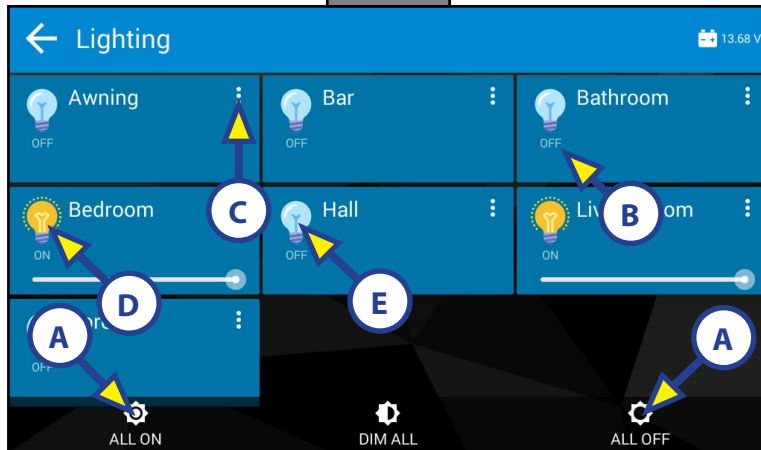 Lighting
13.68 V
Awning
OFF
C
Bar
OFF
Bathroom
OFF
B
Bedroom
ON
D
Hall
OFF
E
ON
A
OFF
A
ALL ON
DIM ALL
ALL OFF